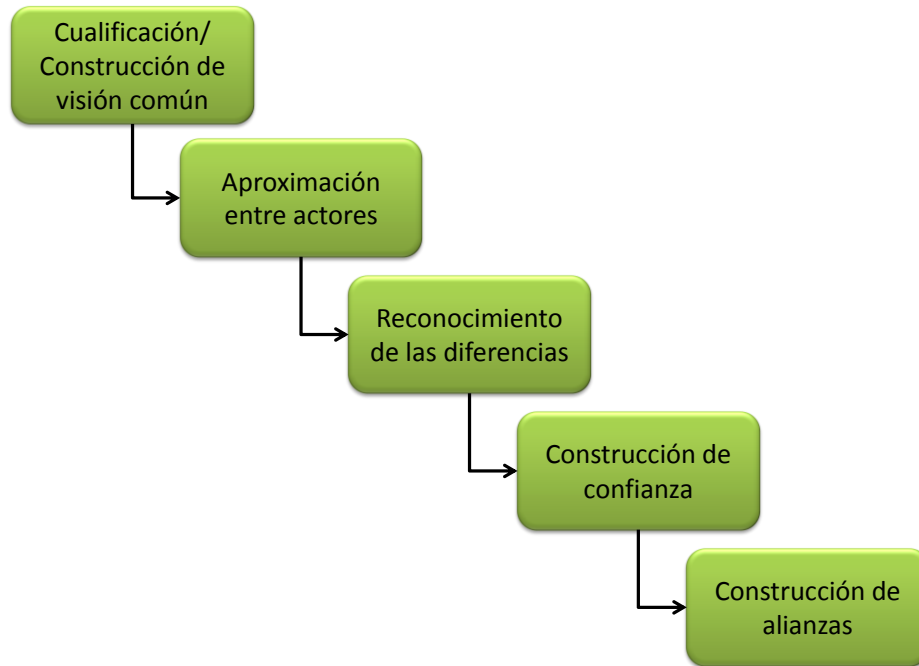 Cualificación/
Construcción de
visión común
Aproximación
entre actores
Reconocimiento
de las diferencias
Construcción de
confianza
Construcción de
alianzas